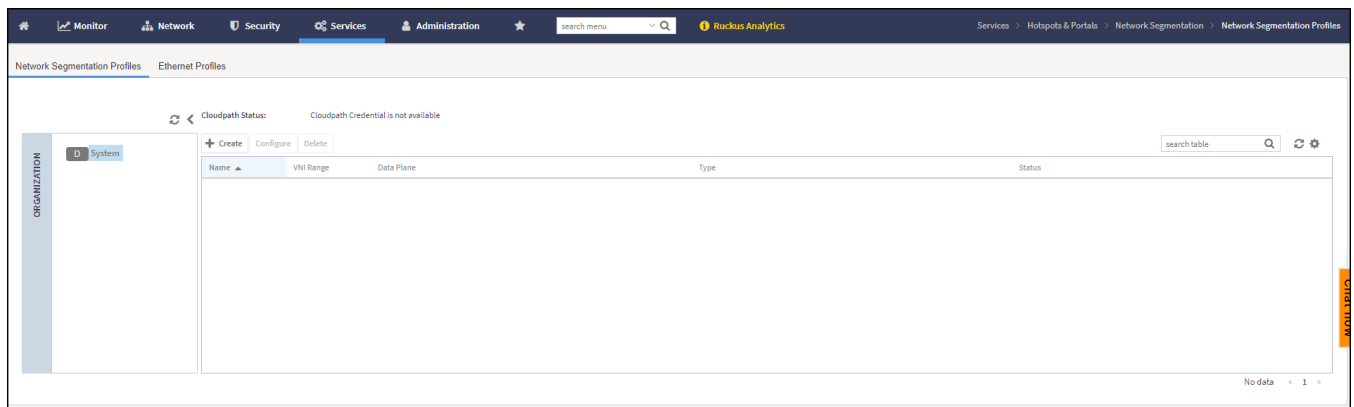 Monitor Network Security Services Administration search menu Ruckus Analytics Services > Hotspots & Portals > Network Segmentation > Network Segmentation Profiles
Network Segmentation Profiles Ethernet Profiles
Cloudpath Status: Cloudpath Credential is not available
ORGANIZATION
D System
Create Configure Delete search table
Name VNI Range Data Plane Type Status
Chat now
No data « 1 »